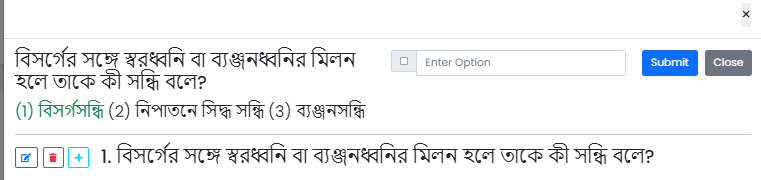 ×
বিসর্গের সঙ্গে স্বরধ্বনি বা ব্যঞ্জনধ্বনির মিলন
হলে তাকে কী সন্ধি বলে?
Enter Option
Submit
Close
(1) বিসর্গসন্ধি (2) নিপাতনে সিদ্ধ সন্ধি (3) ব্যঞ্জনসন্ধি
1. বিসর্গের সঙ্গে স্বরধ্বনি বা ব্যঞ্জনধ্বনির মিলন হলে তাকে কী সন্ধি বলে?